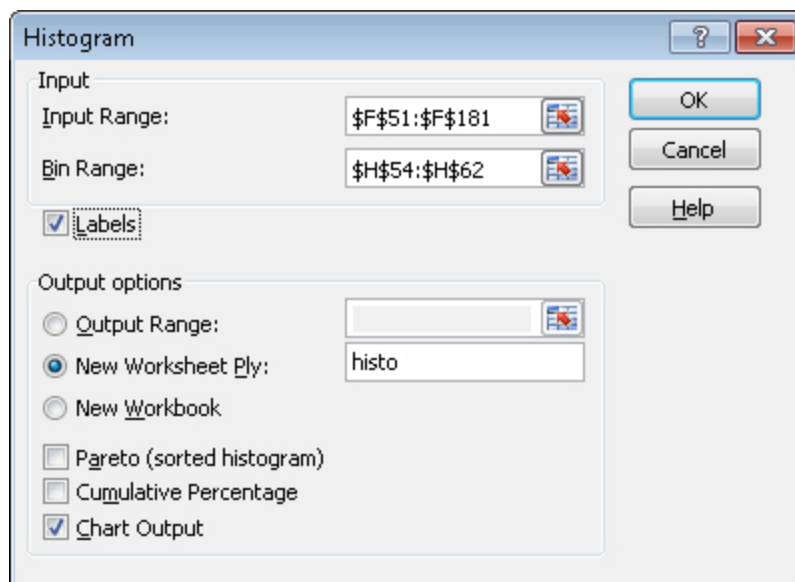 Histogram
Input
Input Range: $F$51:$F$181
Bin Range: $H$54:$H$62
Labels
OK
Cancel
Help
Output options
Output Range:
New Worksheet Ply: histo
New Workbook
Pareto (sorted histogram)
Cumulative Percentage
Chart Output